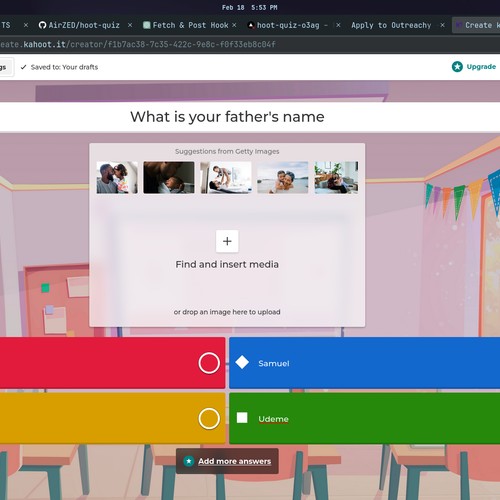 Feb 18 5:53 PM
TS × AirZED/hoot-quiz × Fetch & Post Hook × hoot-quiz-o3ag - × Apply to Outreachy × Create k
eate.kahoot.it/creator/f1b7ac38-7c35-422c-9e8c-f0f33eb8c04f
gs Saved to: Your drafts Upgrade
What is your father's name
Suggestions from Getty Images
Find and insert media
or drop an image here to upload
Samuel
Udeme
Add more answers